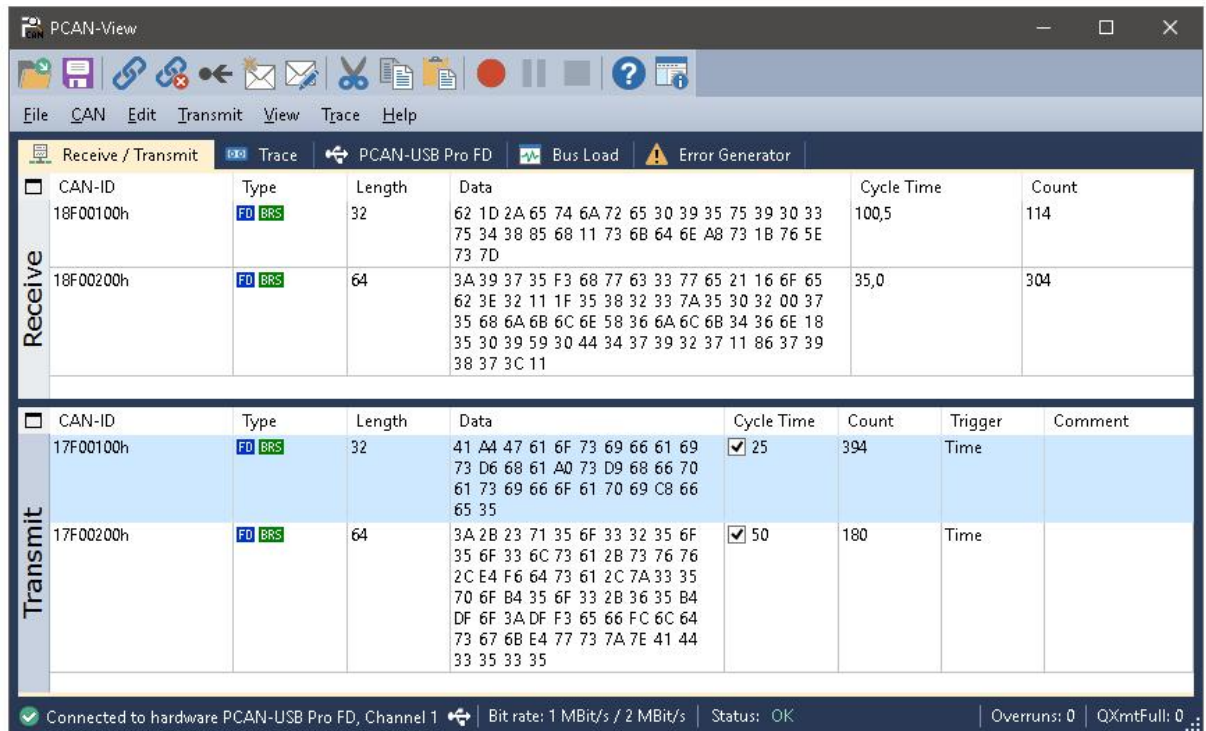 PCAN-View
File CAN Edit Transmit View Trace Help
Receive / Transmit Trace PCAN-USB Pro FD Bus Load Error Generator
CAN-ID Type Length Data Cycle Time Count
Receive
18F00100h FD BRS 32 62 1D 2A 65 74 6A 72 65 30 39 35 75 39 30 33 100,5 114
75 34 38 85 68 11 73 6B 64 6E A8 73 1B 76 5E
73 7D
18F00200h FD BRS 64 3A 39 37 35 F3 68 77 63 33 77 65 21 16 6F 65 35,0 304
62 3E 32 11 1F 35 38 32 33 7A 35 30 32 00 37
35 68 6A 6B 6C 6E 58 36 6A 6C 6B 34 36 6E 18
35 30 39 59 30 44 34 37 39 32 37 11 86 37 39
38 37 3C 11
CAN-ID Type Length Data Cycle Time Count Trigger Comment
Transmit
17F00100h FD BRS 32 41 A4 47 61 6F 73 69 66 61 69 25 394 Time
73 D6 68 61 A0 73 D9 68 66 70
61 73 69 66 6F 61 70 69 C8 66
65 35
17F00200h FD BRS 64 3A 2B 23 71 35 6F 33 32 35 6F 50 180 Time
35 6F 33 6C 73 61 2B 73 76 76
2C E4 F6 64 73 61 2C 7A 33 35
70 6F B4 35 6F 33 2B 36 35 B4
DF 6F 3A DF F3 65 66 FC 6C 64
73 67 6B E4 77 73 7A 7E 41 44
33 35 33 35
Connected to hardware PCAN-USB Pro FD, Channel 1 Bit rate: 1 MBit/s / 2 MBit/s Status: OK Overruns: 0 QXmtFull: 0